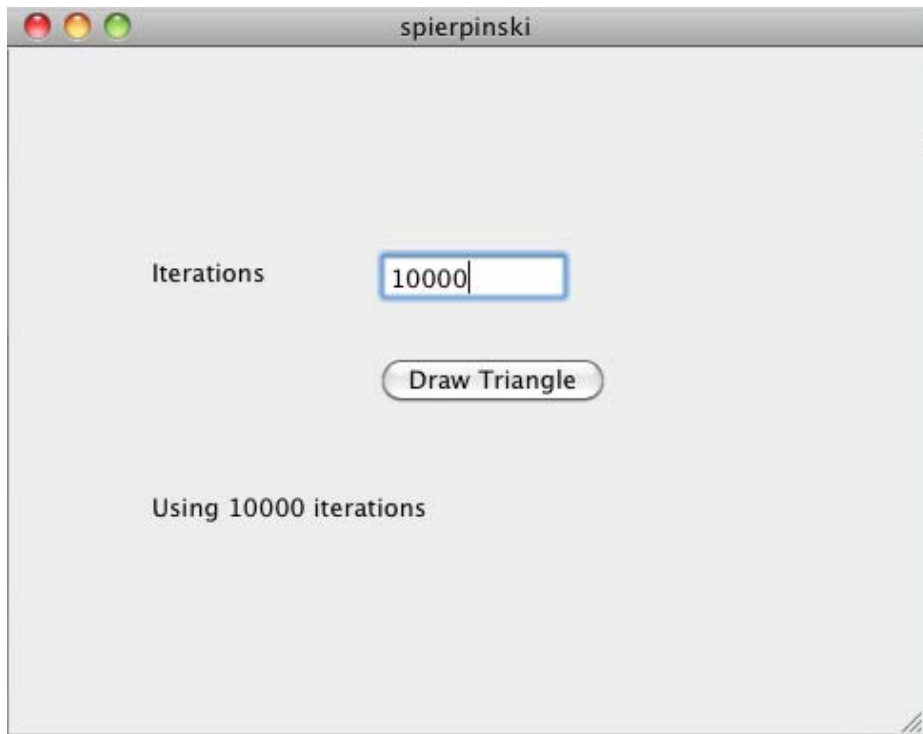 spierpinski
Iterations
10000
Draw Triangle
Using 10000 iterations